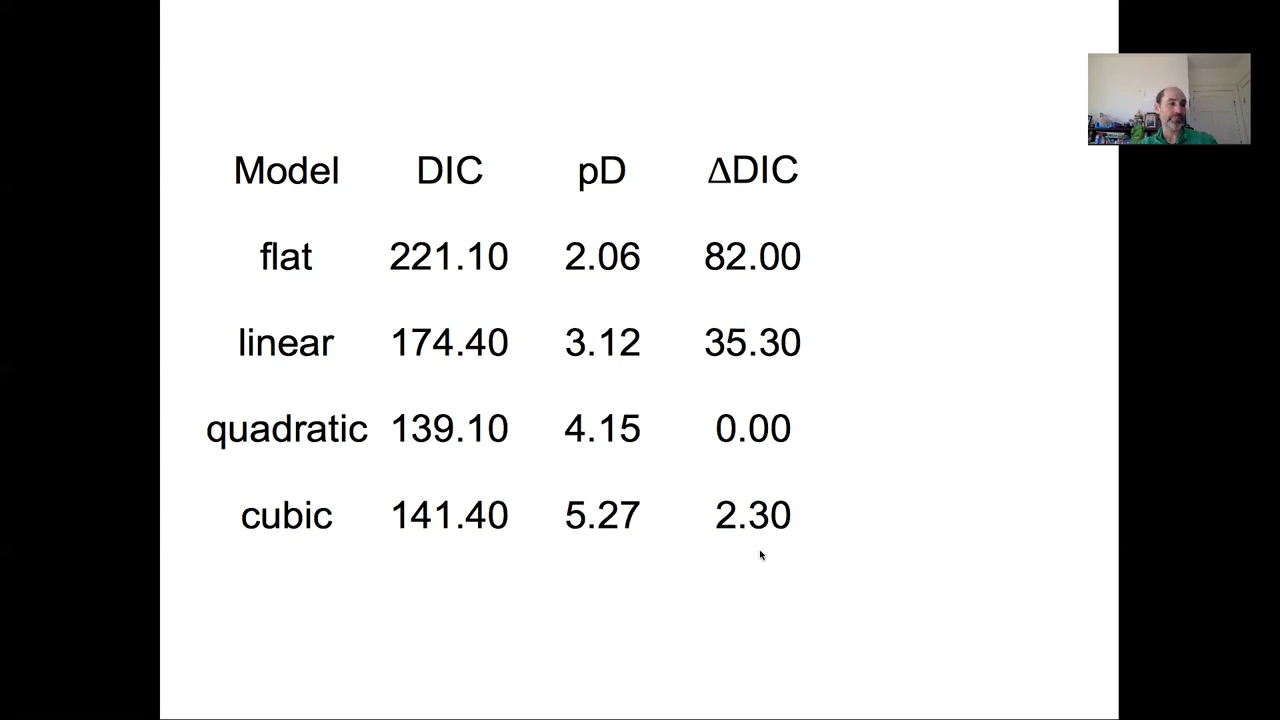 Model DIC pD ΔDIC
flat 221.10 2.06 82.00
linear 174.40 3.12 35.30
quadratic 139.10 4.15 0.00
cubic 141.40 5.27 2.30